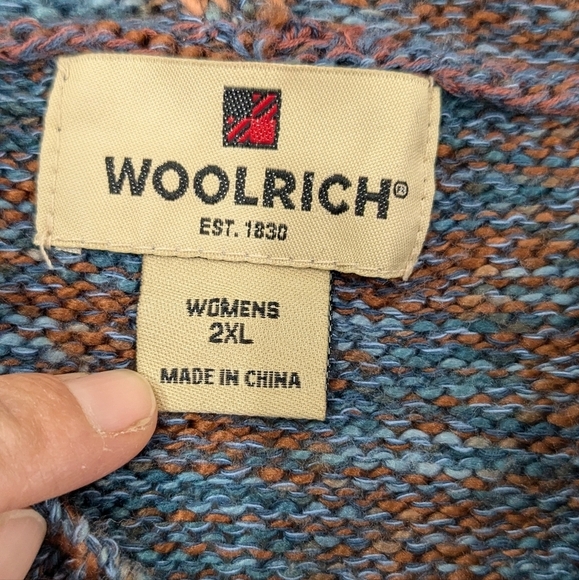 WOOLRICH®
EST. 1830
WOMENS
2XL
MADE IN CHINA